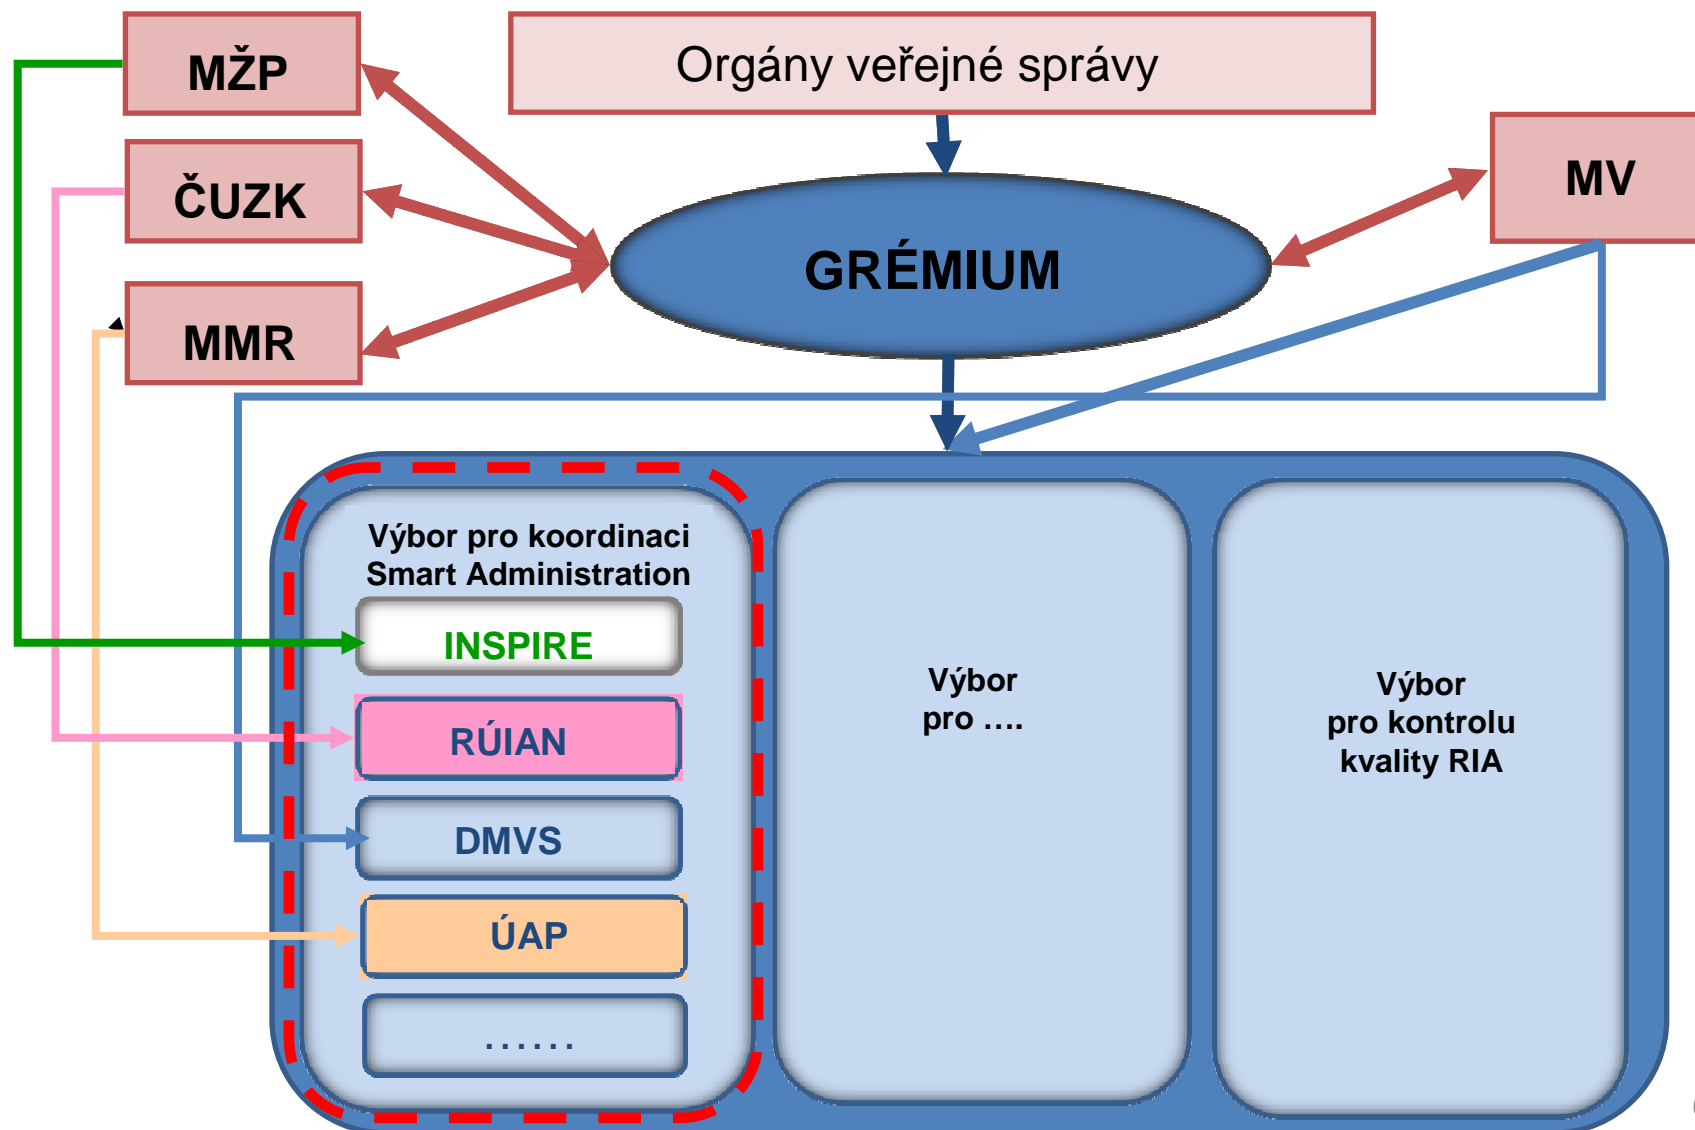 MŽP
Orgány veřejné správy
ČUZK
MV
GRÉMIUM
MMR
Výbor pro koordinaci
Smart Administration
INSPIRE
RÚIAN
DMVS
ÚAP
......
Výbor
pro ....
Výbor
pro kontrolu
kvality RIA